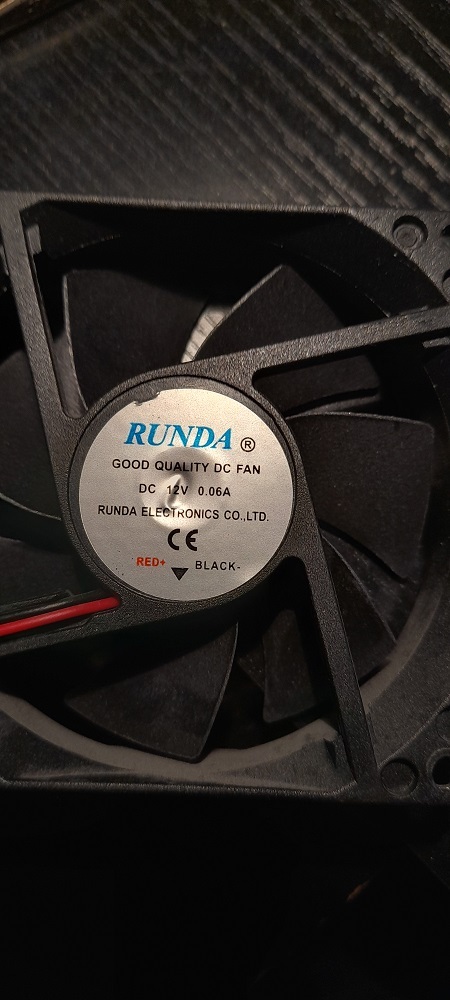 RUNDA ®
GOOD QUALITY DC FAN
DC 12V 0.06A
RUNDA ELECTRONICS CO.,LTD.
CE
RED+ BLACK-